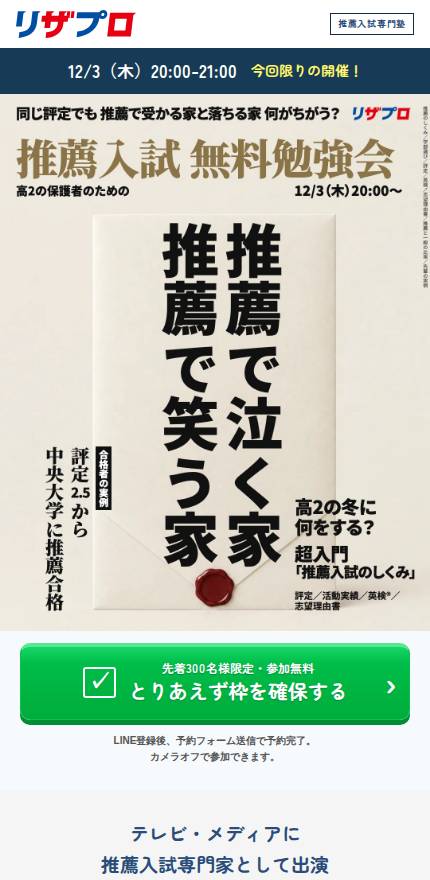 リザプロ
推薦入試専門塾
12/3（木）20:00-21:00 今回限りの開催！
同じ評定でも 推薦で受かる家と落ちる家 何がちがう？
リザプロ
推薦入試 無料勉強会
高2の保護者のための
12/3（木）20:00〜
推薦で泣く家
推薦で笑う家
合格者の実例
評定2.5から
中央大学に推薦合格
高2の冬に
何をする？
超入門
「推薦入試のしくみ」
評定／活動実績／英検®／
志望理由書
先着300名様限定・参加無料
とりあえず枠を確保する
LINE登録後、予約フォーム送信で予約完了。
カメラオフで参加できます。
テレビ・メディアに
推薦入試専門家として出演